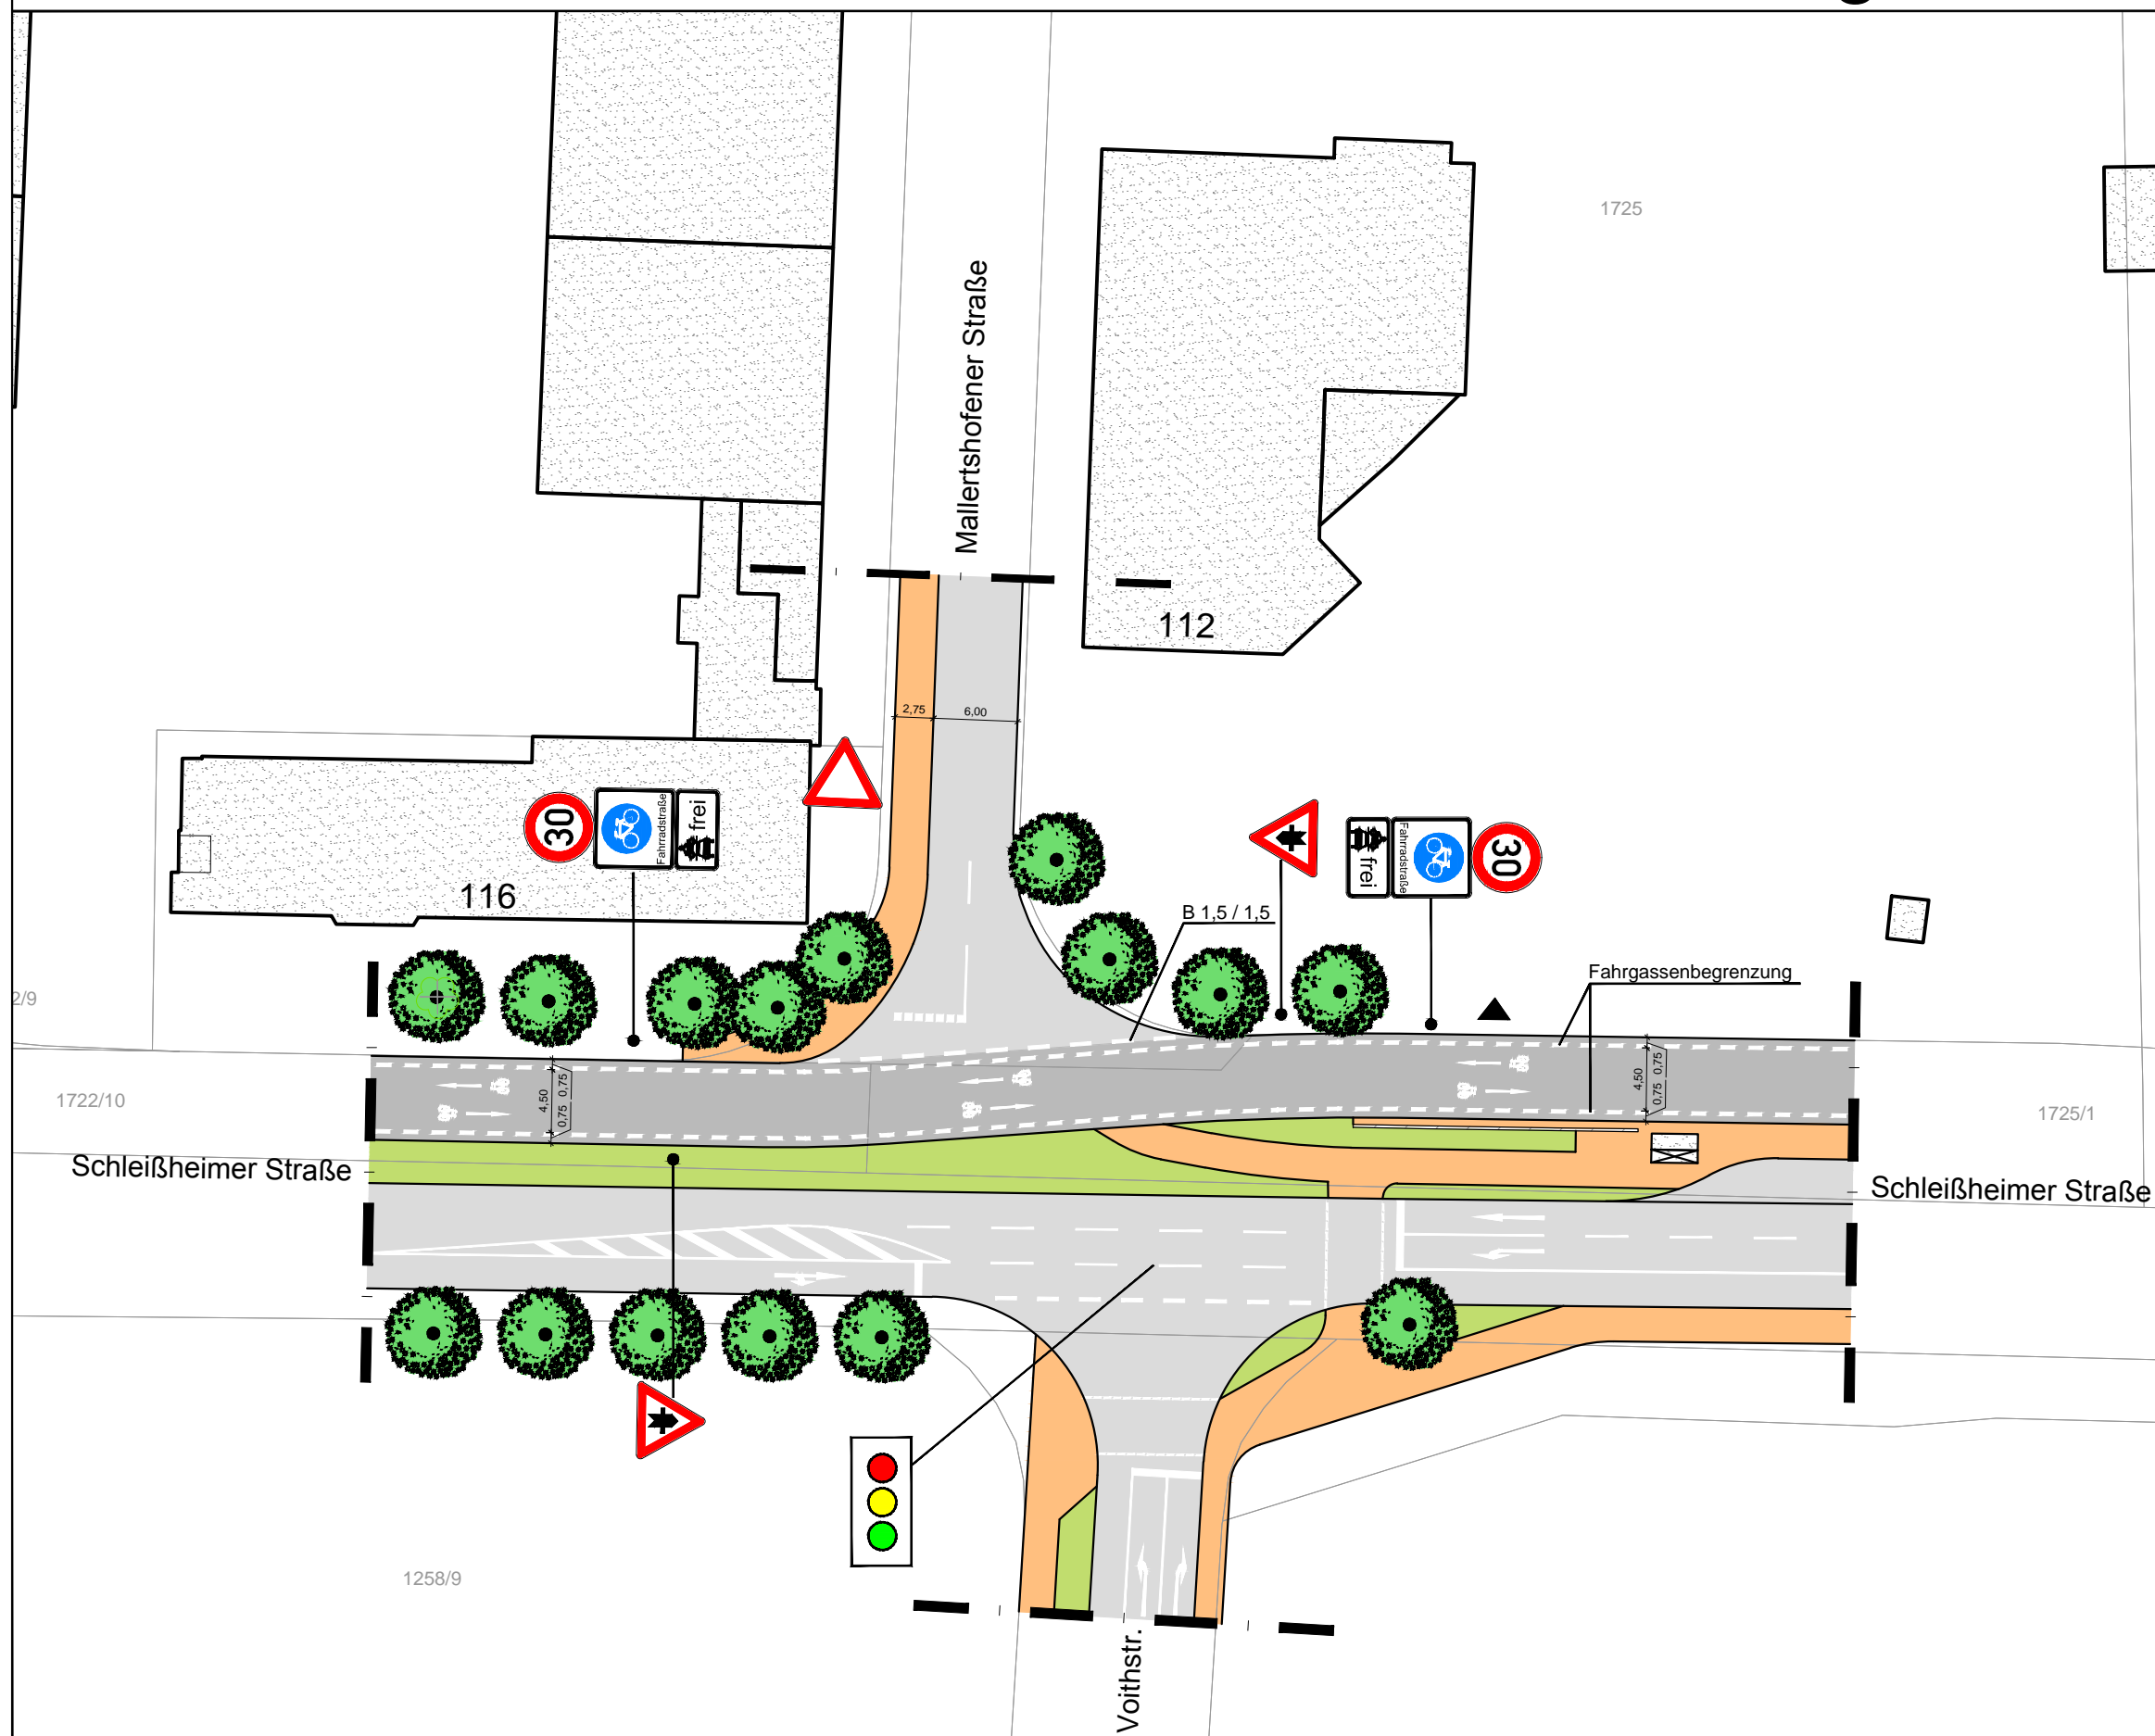 1725
Mallertshofener Straße
112
2,75
6,00
30
Fahrradstraße
frei
frei
Fahrradstraße
30
116
B 1,5 / 1,5
Fahrgassenbegrenzung
2/9
4,50
0,75
0,75
4,50
0,75
0,75
1722/10
1725/1
Schleißheimer Straße
Schleißheimer Straße
1258/9
Voithstr.